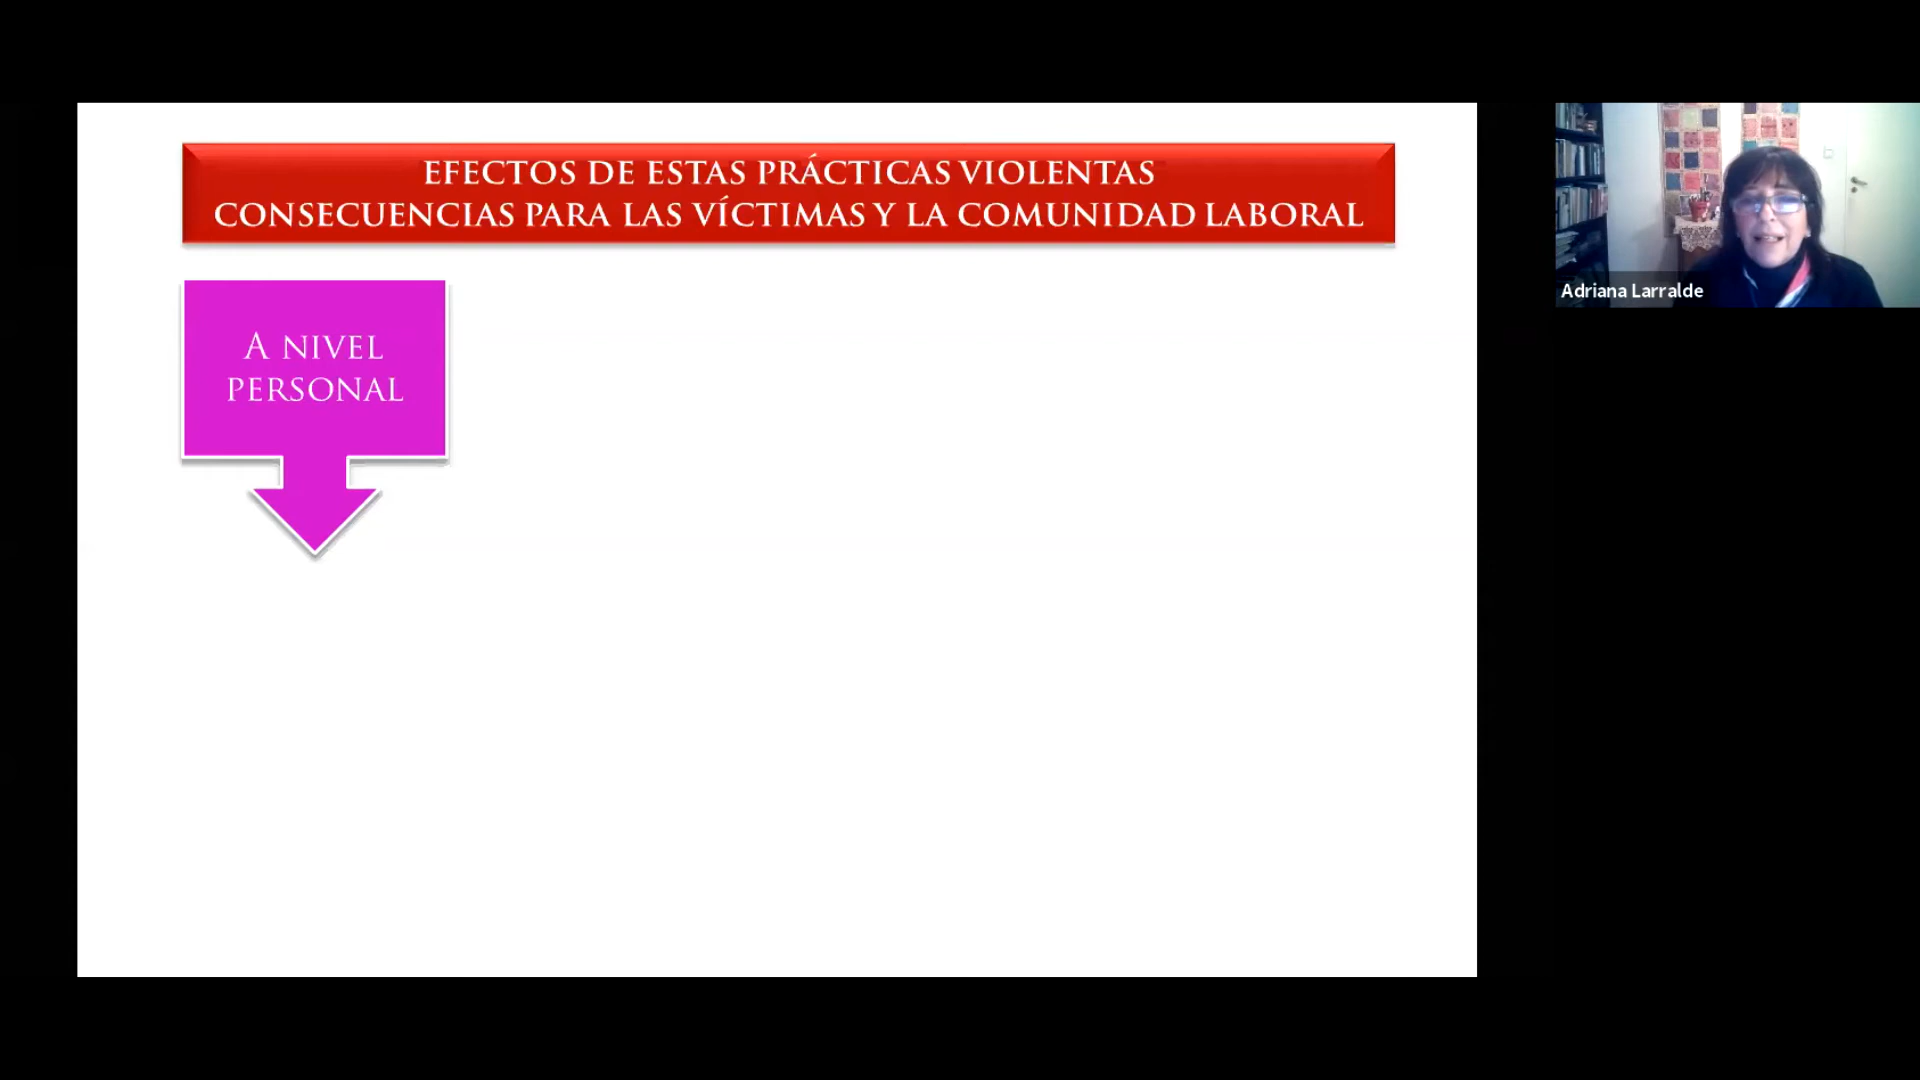 EFECTOS DE ESTAS PRÁCTICAS VIOLENTAS
CONSECUENCIAS PARA LAS VÍCTIMAS Y LA COMUNIDAD LABORAL
A NIVEL
PERSONAL
Adriana Larralde